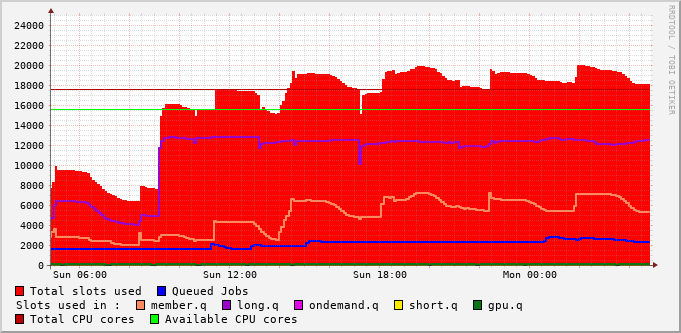 24000
22000
20000
18000
16000
14000
12000
10000
8000
6000
4000
2000
0
Sun 06:00 Sun 12:00 Sun 18:00 Mon 00:00
RRDTOOL / TOBI OETIKER
Total slots used Queued Jobs
Slots used in : member.q long.q ondemand.q short.q gpu.q
Total CPU cores Available CPU cores